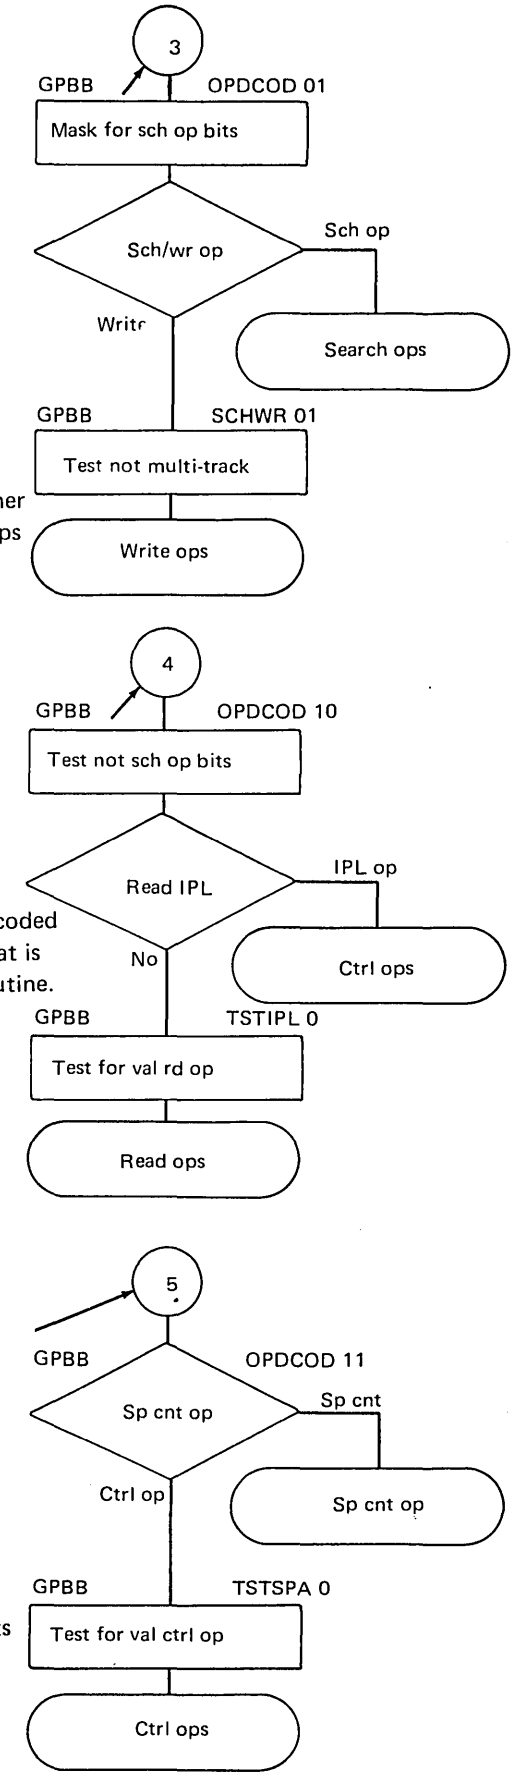 3
GPBB OPDCOD 01
Mask for sch op bits
Sch op
Sch/wr op
Write
Search ops
GPBB SCHWR 01
Test not multi-track
ner
ps
Write ops
4
GPBB OPDCOD 10
Test not sch op bits
IPL op
Read IPL
coded
at is
utine.
No
Ctrl ops
GPBB TSTIPL 0
Test for val rd op
Read ops
5
GPBB OPDCOD 11
Sp cnt
Sp cnt op
Ctrl op
Sp cnt op
GPBB TSTSPA 0
ts
Test for val ctrl op
Ctrl ops